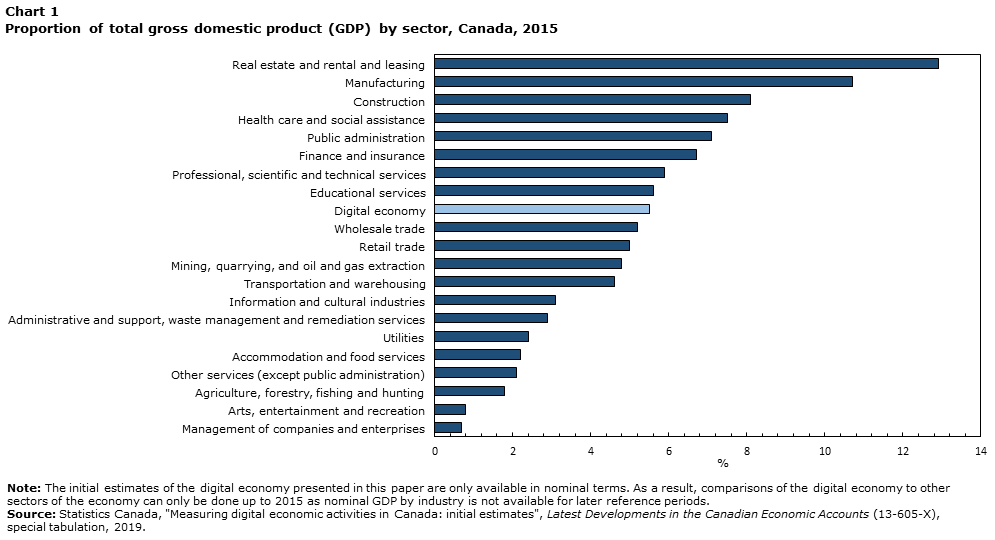 Chart 1
Proportion of total gross domestic product (GDP) by sector, Canada, 2015
Real estate and rental and leasing
Manufacturing
Construction
Health care and social assistance
Public administration
Finance and insurance
Professional, scientific and technical services
Educational services
Digital economy
Wholesale trade
Retail trade
Mining, quarrying, and oil and gas extraction
Transportation and warehousing
Information and cultural industries
Administrative and support, waste management and remediation services
Utilities
Accommodation and food services
Other services (except public administration)
Agriculture, forestry, fishing and hunting
Arts, entertainment and recreation
Management of companies and enterprises
0 2 4 6 8 10 12 14
%
Note: The initial estimates of the digital economy presented in this paper are only available in nominal terms. As a result, comparisons of the digital economy to other
sectors of the economy can only be done up to 2015 as nominal GDP by industry is not available for later reference periods.
Source: Statistics Canada, "Measuring digital economic activities in Canada: initial estimates", Latest Developments in the Canadian Economic Accounts (13-605-X),
special tabulation, 2019.